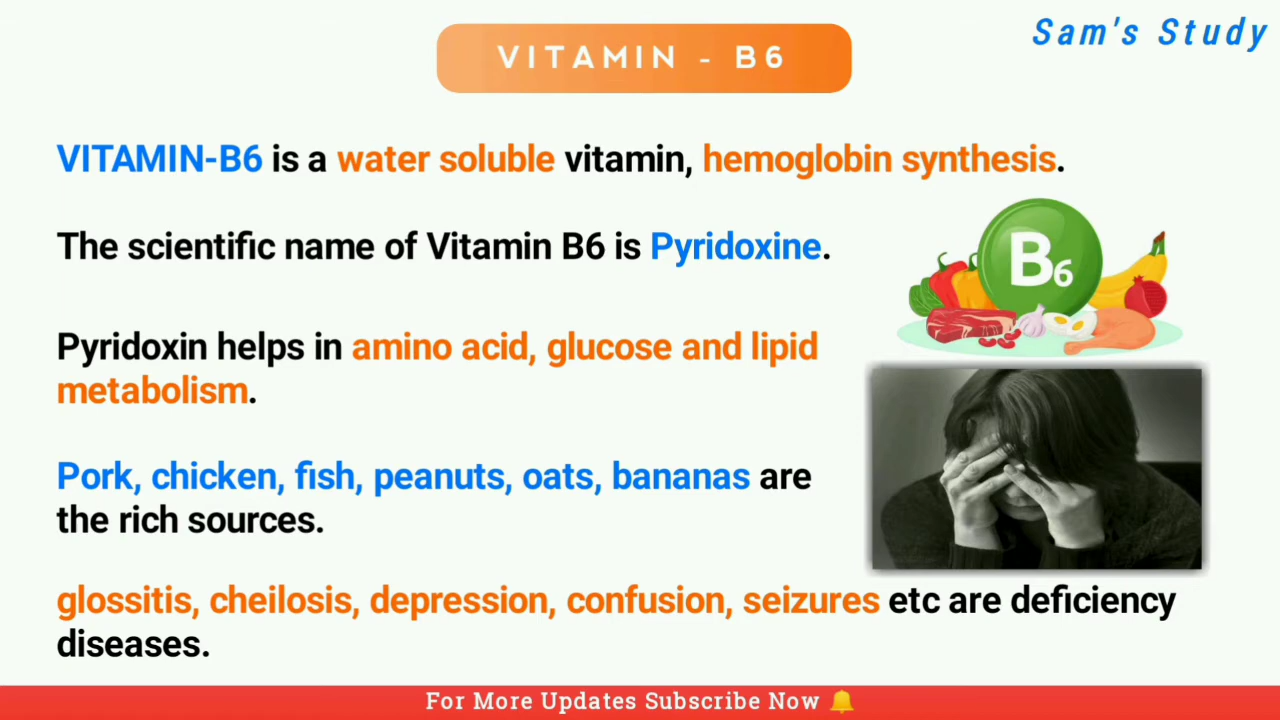 Sam's Study
VITAMIN - B6
VITAMIN-B6 is a water soluble vitamin, hemoglobin synthesis.
The scientific name of Vitamin B6 is Pyridoxine.
B6
Pyridoxin helps in amino acid, glucose and lipid
metabolism.
Pork, chicken, fish, peanuts, oats, bananas are
the rich sources.
glossitis, cheilosis, depression, confusion, seizures etc are deficiency
diseases.
For More Updates Subscribe Now 🔔